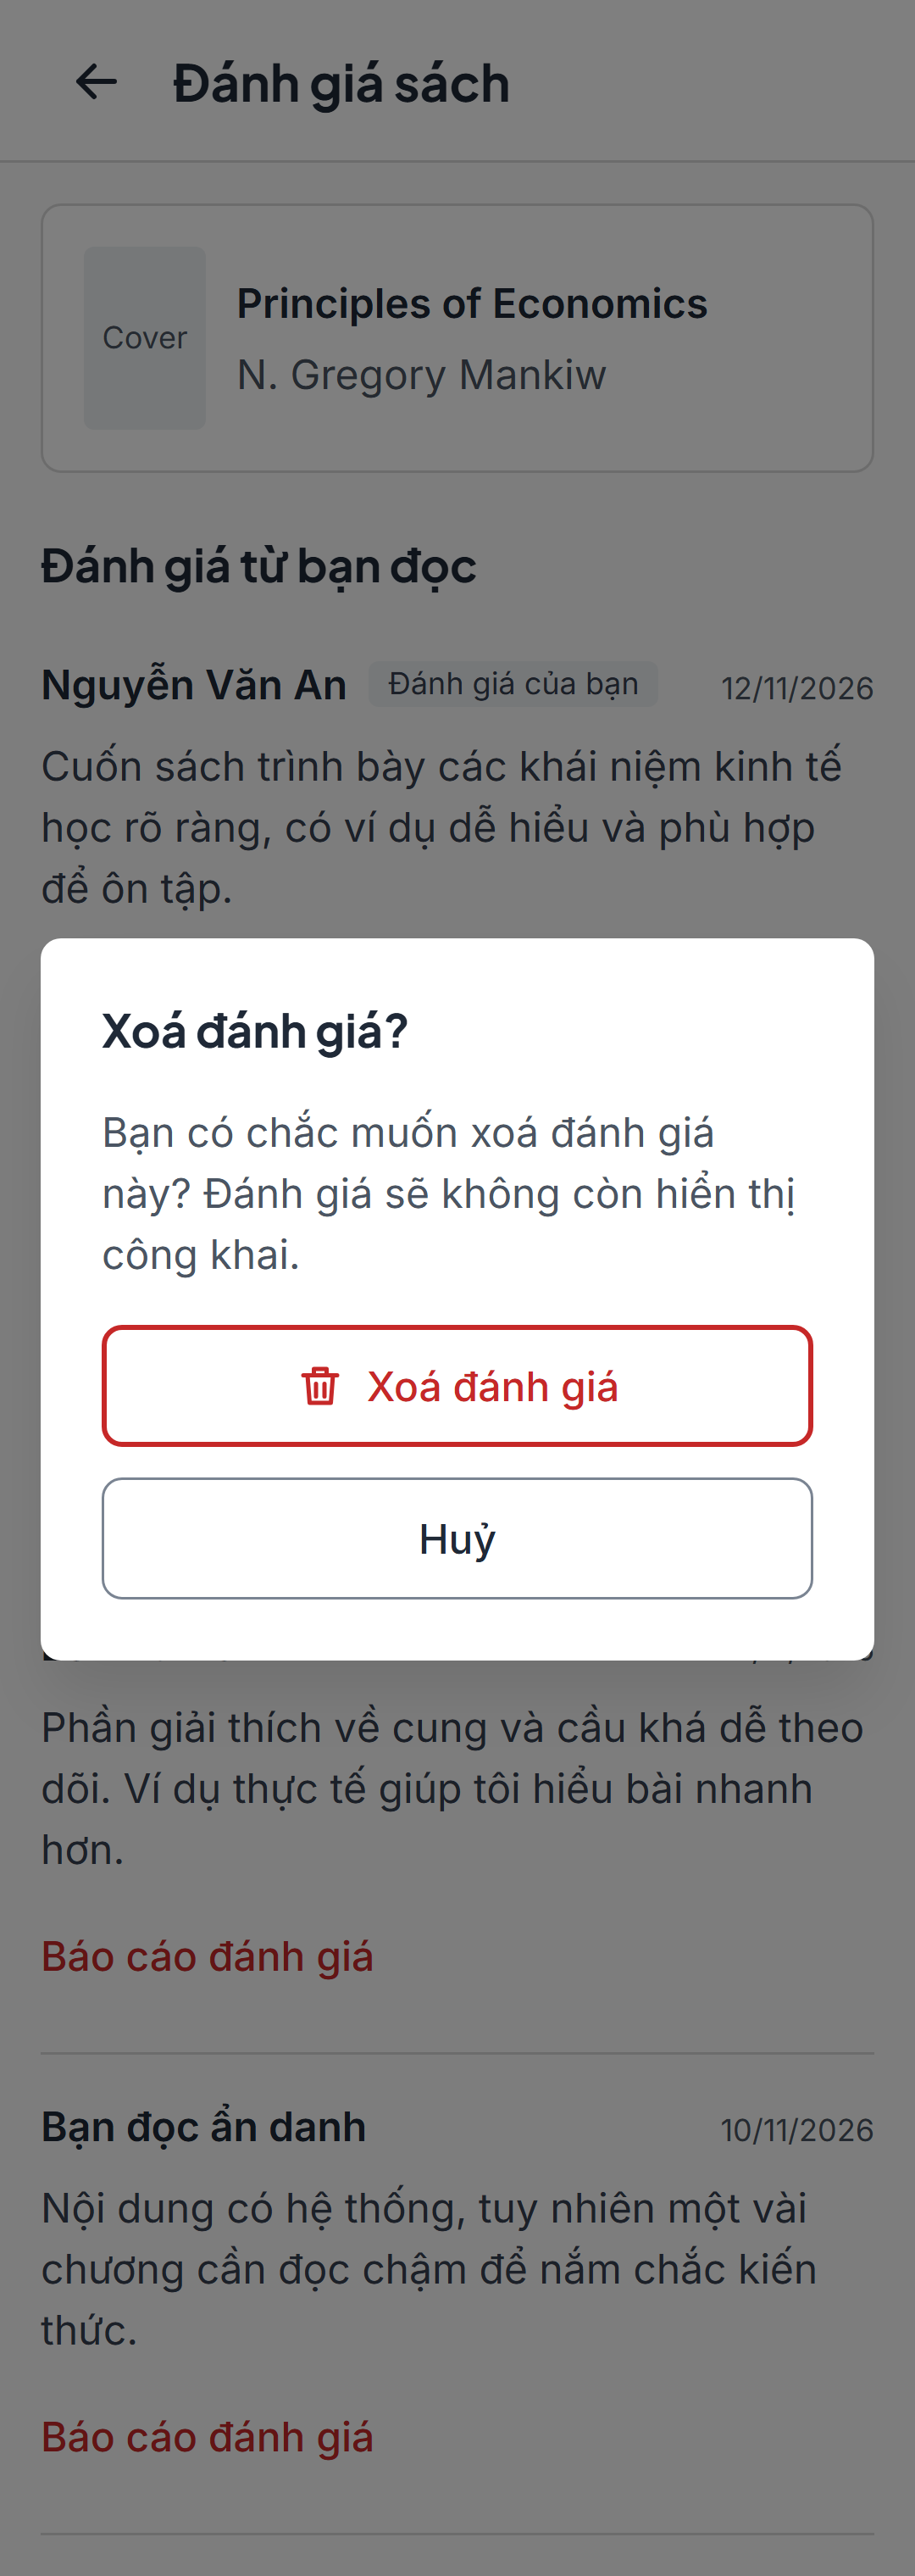 Đánh giá sách
Cover
Principles of Economics
N. Gregory Mankiw
Đánh giá từ bạn đọc
Nguyễn Văn An
Đánh giá của bạn
12/11/2026
Cuốn sách trình bày các khái niệm kinh tế
học rõ ràng, có ví dụ dễ hiểu và phù hợp
để ôn tập.
Xoá đánh giá?
Bạn có chắc muốn xoá đánh giá
này? Đánh giá sẽ không còn hiển thị
công khai.
Xoá đánh giá
Huỷ
Phần giải thích về cung và cầu khá dễ theo
dõi. Ví dụ thực tế giúp tôi hiểu bài nhanh
hơn.
Báo cáo đánh giá
Bạn đọc ẩn danh
10/11/2026
Nội dung có hệ thống, tuy nhiên một vài
chương cần đọc chậm để nắm chắc kiến
thức.
Báo cáo đánh giá